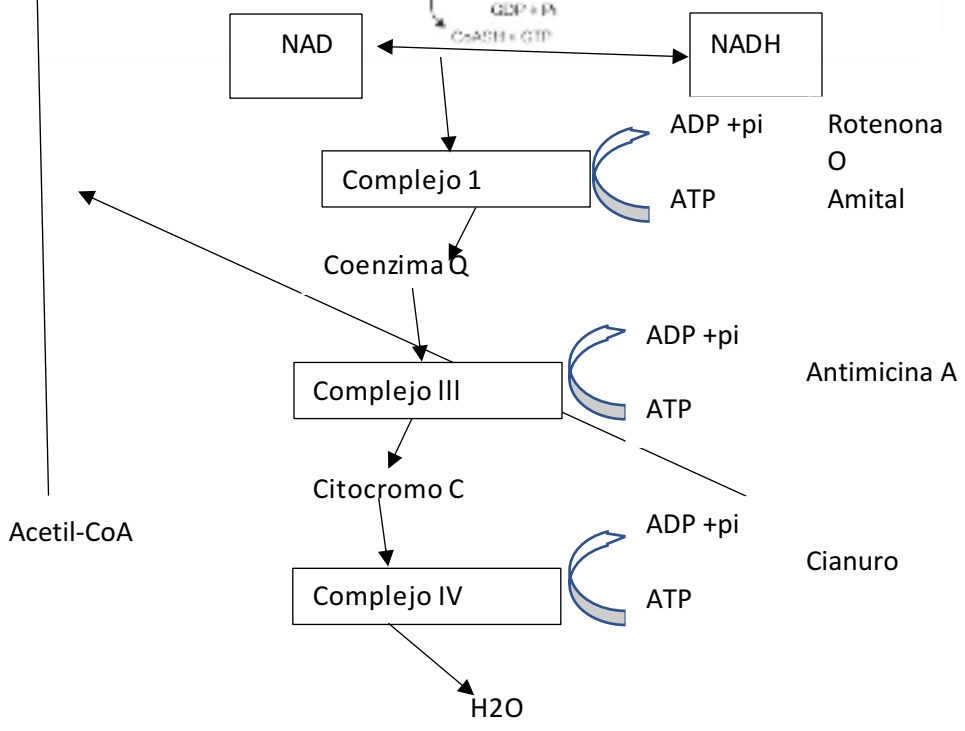 GDP + Pi
CoASH + GTP
NAD
NADH
ADP +pi
Rotenona
O
Amital
Complejo 1
ATP
Coenzima Q
ADP +pi
Antimicina A
Complejo lll
ATP
Citocromo C
ADP +pi
Acetil-CoA
Cianuro
Complejo IV
ATP
H2O